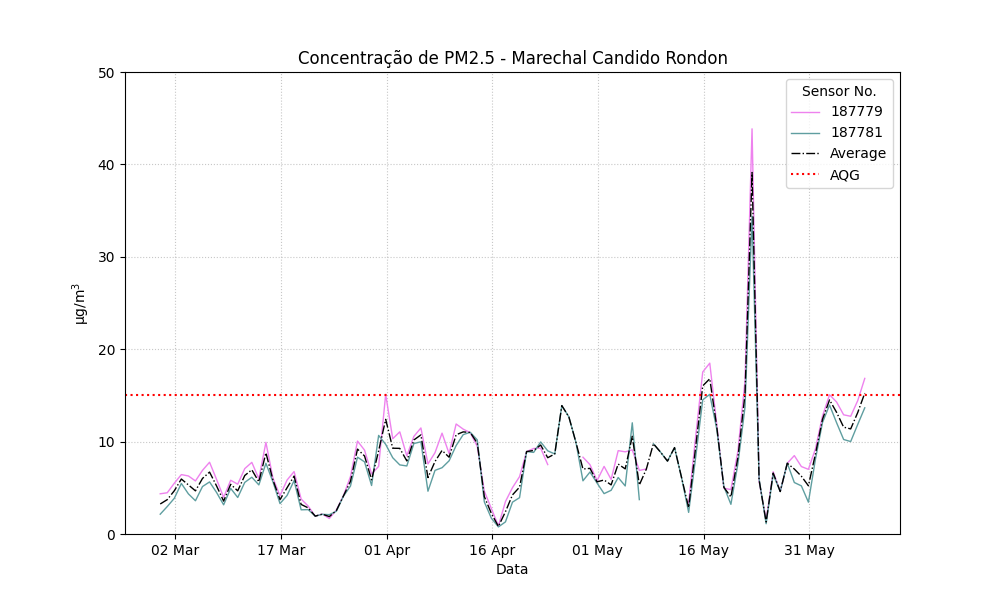 Concentração de PM2.5 - Marechal Candido Rondon
50
40
30
20
10
0
µg/m³
Sensor No.
187779
187781
Average
AQG
02 Mar
17 Mar
01 Apr
16 Apr
01 May
16 May
31 May
Data